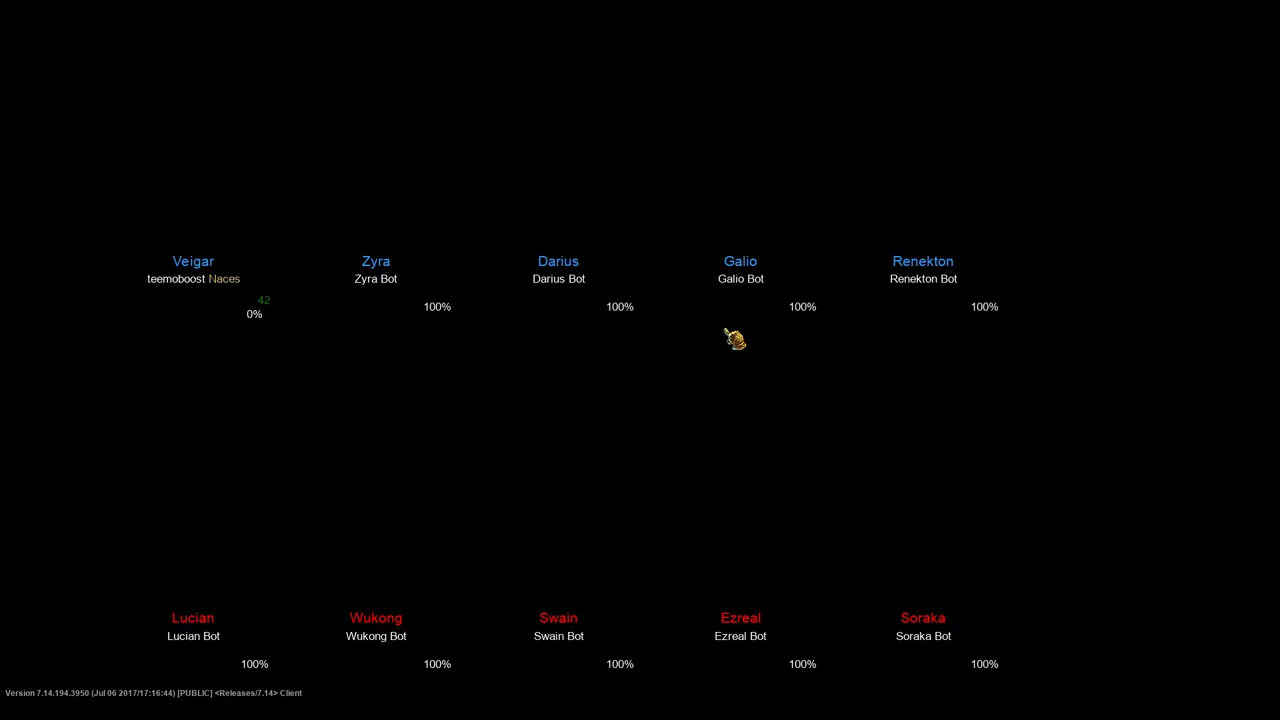 Veigar Zyra Darius Galio Renekton
teemoboost Naces Zyra Bot Darius Bot Galio Bot Renekton Bot
42
0% 100% 100% 100% 100%
Lucian Wukong Swain Ezreal Soraka
Lucian Bot Wukong Bot Swain Bot Ezreal Bot Soraka Bot
100% 100% 100% 100% 100%
Version 7.14.194.3950 (Jul 06 2017/17:16:44) [PUBLIC] <Releases/7.14> Client